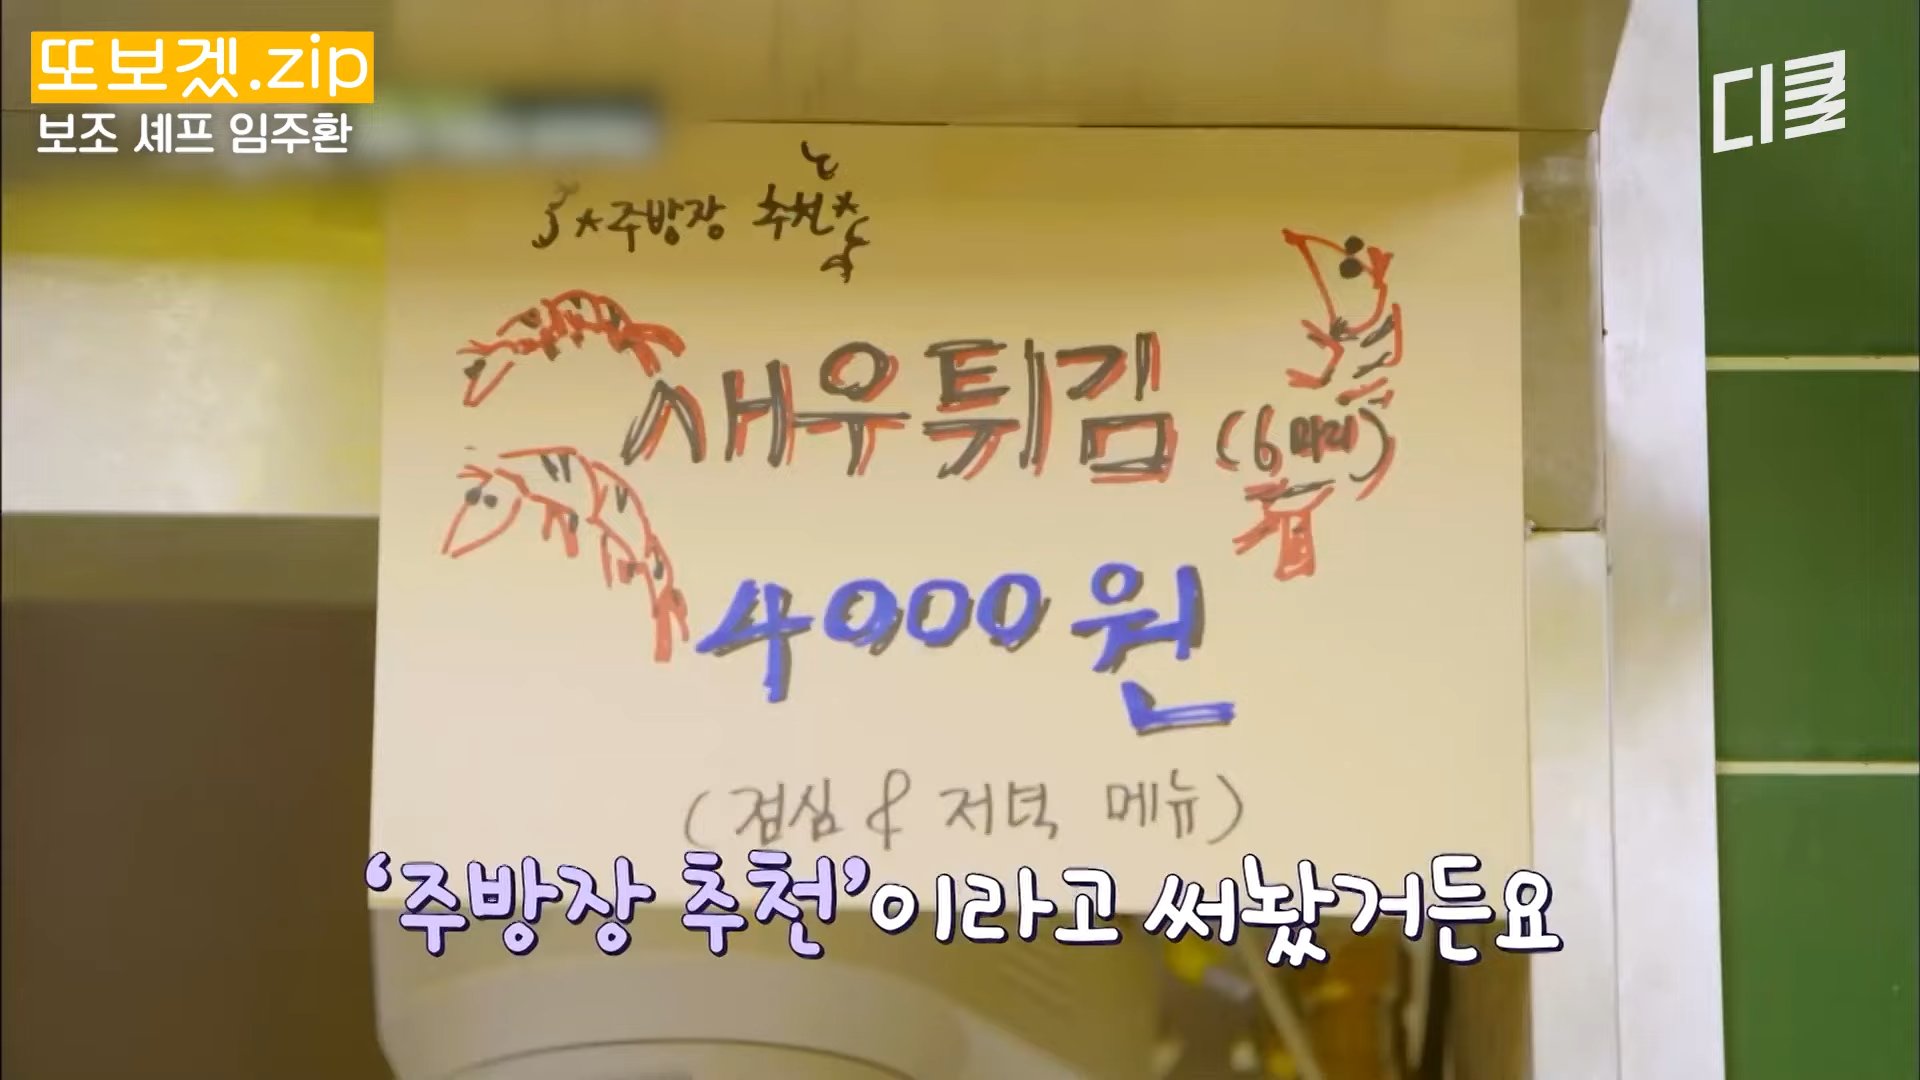 또보겠.zip
보조 셰프 임주환
디글
*주방장 추천*
새우튀김 (6마리)
4000원
(점심 & 저녁 메뉴)
‘주방장 추천’이라고 써놨거든요